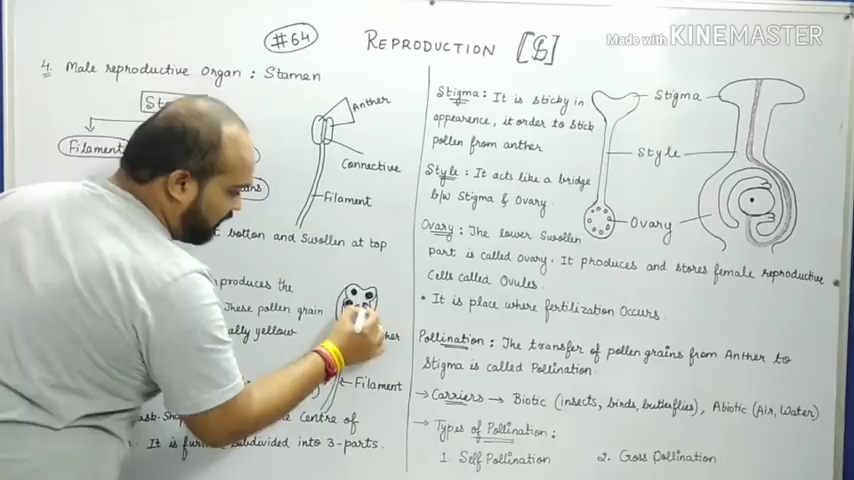 #64
REPRODUCTION
Made with KINEMASTER
4. Male reproductive organ : Stamen
Filament
Anther
Connective
Filament
botton and Swollen at top
produces the
These pollen grain
yellow
Filament
centre of
It is further subdivided into 3-parts.
Stigma : It is sticky in
appearence, it order to stick
pollen from anther
Style : It acts like a bridge
b/w Stigma & Ovary.
Ovary : The lower Swollen
part is called ovary. It produces and stores female reproductive
Cells called Ovules.
• It is place where fertilization Occurs.
Stigma
Style
Ovary
Pollination : The transfer of pollen grains from Anther to
Stigma is called Pollination
→ Carriers → Biotic (insects, birds, butterflies), Abiotic (Air, Water)
→ Types of Pollination :
1. Self Pollination 2. Cross Pollination